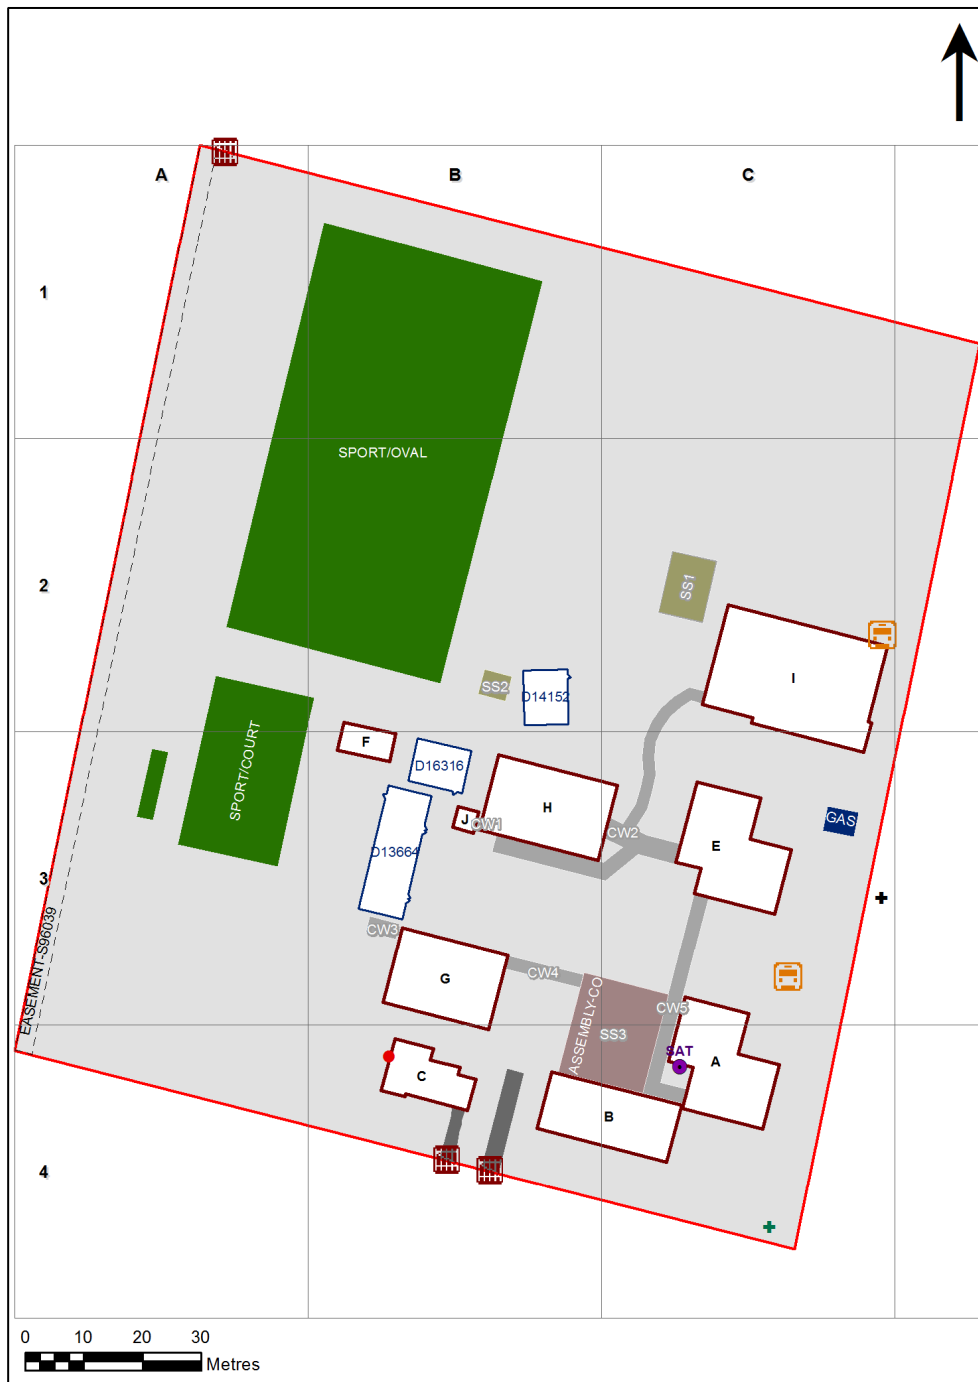 A
B
C
1
SPORT/OVAL
2
SS1
I
SS2
D14152
F
D16316
SPORT/COURT
J
CW1
H
CW2
GAS
E
D13664
3
CW3
EASEMENT-S96039
G
CW4
ASSEMBLY-CO
CW5
SS3
SAT
A
C
B
4
0 10 20 30
Metres